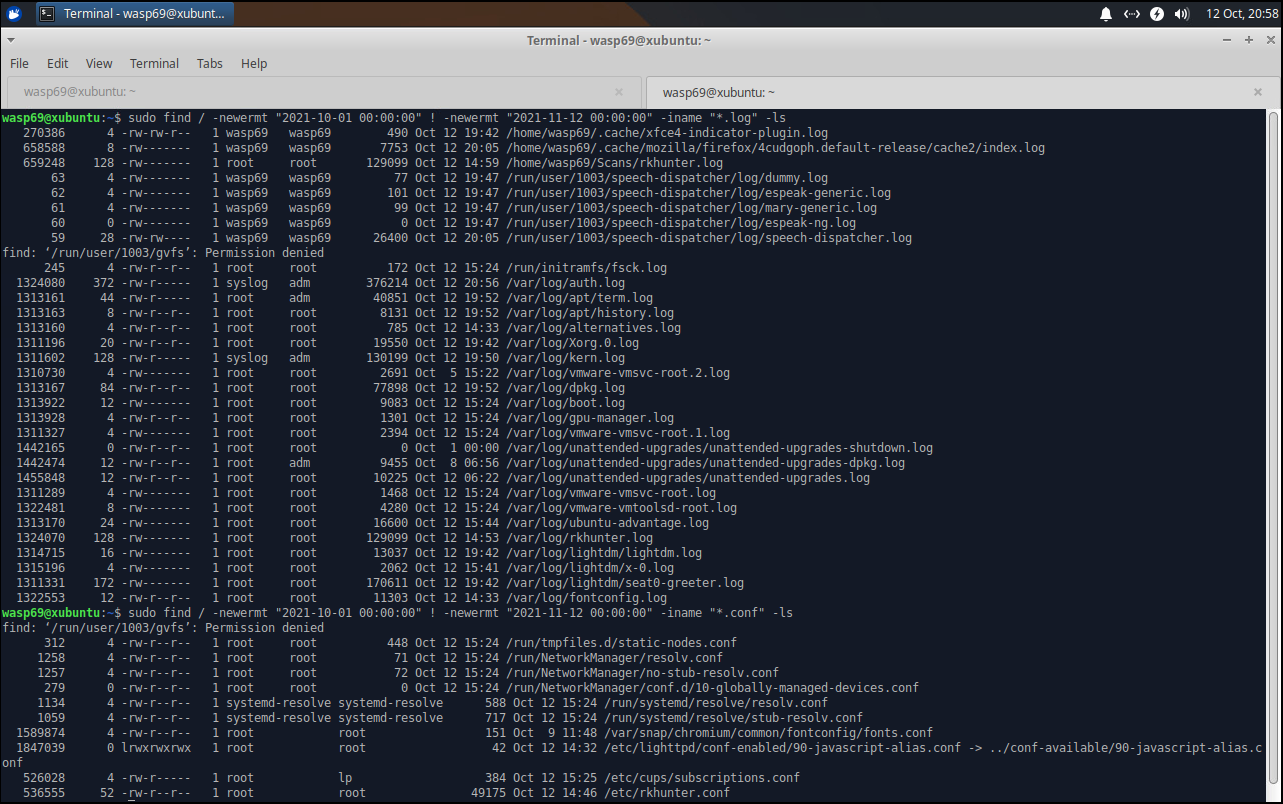 Terminal - wasp69@xubunt...
12 Oct, 20:58
Terminal - wasp69@xubuntu: ~
File Edit View Terminal Tabs Help
wasp69@xubuntu: ~
wasp69@xubuntu: ~
wasp69@xubuntu:~$ sudo find / -newermt "2021-10-01 00:00:00" ! -newermt "2021-11-12 00:00:00" -iname "*.log" -ls
270386 4 -rw-rw-r-- 1 wasp69 wasp69 490 Oct 12 19:42 /home/wasp69/.cache/xfce4-indicator-plugin.log
658588 8 -rw------- 1 wasp69 wasp69 7753 Oct 12 20:05 /home/wasp69/.cache/mozilla/firefox/4cudgoph.default-release/cache2/index.log
659248 128 -rw------- 1 root root 129099 Oct 12 14:59 /home/wasp69/Scans/rkhunter.log
63 4 -rw------- 1 wasp69 wasp69 77 Oct 12 19:47 /run/user/1003/speech-dispatcher/log/dummy.log
62 4 -rw------- 1 wasp69 wasp69 101 Oct 12 19:47 /run/user/1003/speech-dispatcher/log/espeak-generic.log
61 4 -rw------- 1 wasp69 wasp69 99 Oct 12 19:47 /run/user/1003/speech-dispatcher/log/mary-generic.log
60 0 -rw------- 1 wasp69 wasp69 0 Oct 12 19:47 /run/user/1003/speech-dispatcher/log/espeak-ng.log
59 28 -rw-rw---- 1 wasp69 wasp69 26400 Oct 12 20:05 /run/user/1003/speech-dispatcher/log/speech-dispatcher.log
find: ‘/run/user/1003/gvfs’: Permission denied
245 4 -rw-r--r-- 1 root root 172 Oct 12 15:24 /run/initramfs/fsck.log
1324080 372 -rw-r----- 1 syslog adm 376214 Oct 12 20:56 /var/log/auth.log
1313161 44 -rw-r----- 1 root adm 40851 Oct 12 19:52 /var/log/apt/term.log
1313163 8 -rw-r--r-- 1 root root 8131 Oct 12 19:52 /var/log/apt/history.log
1313160 4 -rw-r--r-- 1 root root 785 Oct 12 14:33 /var/log/alternatives.log
1311196 20 -rw-r--r-- 1 root root 19550 Oct 12 19:42 /var/log/Xorg.0.log
1311602 128 -rw-r----- 1 syslog adm 130199 Oct 12 19:50 /var/log/kern.log
1310730 4 -rw------- 1 root root 2691 Oct 5 15:22 /var/log/vmware-vmsvc-root.2.log
1313167 84 -rw-r--r-- 1 root root 77898 Oct 12 19:52 /var/log/dpkg.log
1313922 12 -rw------- 1 root root 9083 Oct 12 15:24 /var/log/boot.log
1313928 4 -rw-r--r-- 1 root root 1301 Oct 12 15:24 /var/log/gpu-manager.log
1311327 4 -rw------- 1 root root 2394 Oct 12 15:24 /var/log/vmware-vmsvc-root.1.log
1442165 0 -rw-r--r-- 1 root root 0 Oct 1 00:00 /var/log/unattended-upgrades/unattended-upgrades-shutdown.log
1442474 12 -rw-r----- 1 root adm 9455 Oct 8 06:56 /var/log/unattended-upgrades/unattended-upgrades-dpkg.log
1455848 12 -rw-r--r-- 1 root root 10225 Oct 12 06:22 /var/log/unattended-upgrades/unattended-upgrades.log
1311289 4 -rw------- 1 root root 1468 Oct 12 15:24 /var/log/vmware-vmsvc-root.log
1322481 8 -rw------- 1 root root 4280 Oct 12 15:24 /var/log/vmware-vmtoolsd-root.log
1313170 24 -rw------- 1 root root 16600 Oct 12 15:44 /var/log/ubuntu-advantage.log
1324070 128 -rw------- 1 root root 129099 Oct 12 14:53 /var/log/rkhunter.log
1314715 16 -rw------- 1 root root 13037 Oct 12 19:42 /var/log/lightdm/lightdm.log
1315196 4 -rw------- 1 root root 2062 Oct 12 15:41 /var/log/lightdm/x-0.log
1311331 172 -rw------- 1 root root 170611 Oct 12 19:42 /var/log/lightdm/seat0-greeter.log
1322553 12 -rw-r--r-- 1 root root 11303 Oct 12 14:33 /var/log/fontconfig.log
wasp69@xubuntu:~$ sudo find / -newermt "2021-10-01 00:00:00" ! -newermt "2021-11-12 00:00:00" -iname "*.conf" -ls
find: ‘/run/user/1003/gvfs’: Permission denied
312 4 -rw-r--r-- 1 root root 448 Oct 12 15:24 /run/tmpfiles.d/static-nodes.conf
1258 4 -rw-r--r-- 1 root root 71 Oct 12 15:24 /run/NetworkManager/resolv.conf
1257 4 -rw-r--r-- 1 root root 72 Oct 12 15:24 /run/NetworkManager/no-stub-resolv.conf
279 0 -rw-r--r-- 1 root root 0 Oct 12 15:24 /run/NetworkManager/conf.d/10-globally-managed-devices.conf
1134 4 -rw-r--r-- 1 systemd-resolve systemd-resolve 588 Oct 12 15:24 /run/systemd/resolve/resolv.conf
1059 4 -rw-r--r-- 1 systemd-resolve systemd-resolve 717 Oct 12 15:24 /run/systemd/resolve/stub-resolv.conf
1589874 4 -rw-r--r-- 1 root root 151 Oct 9 11:48 /var/snap/chromium/common/fontconfig/fonts.conf
1847039 0 lrwxrwxrwx 1 root root 42 Oct 12 14:32 /etc/lighttpd/conf-enabled/90-javascript-alias.conf -> ../conf-available/90-javascript-alias.c
onf
526028 4 -rw-r----- 1 root lp 384 Oct 12 15:25 /etc/cups/subscriptions.conf
536555 52 -rw-r--r-- 1 root root 49175 Oct 12 14:46 /etc/rkhunter.conf